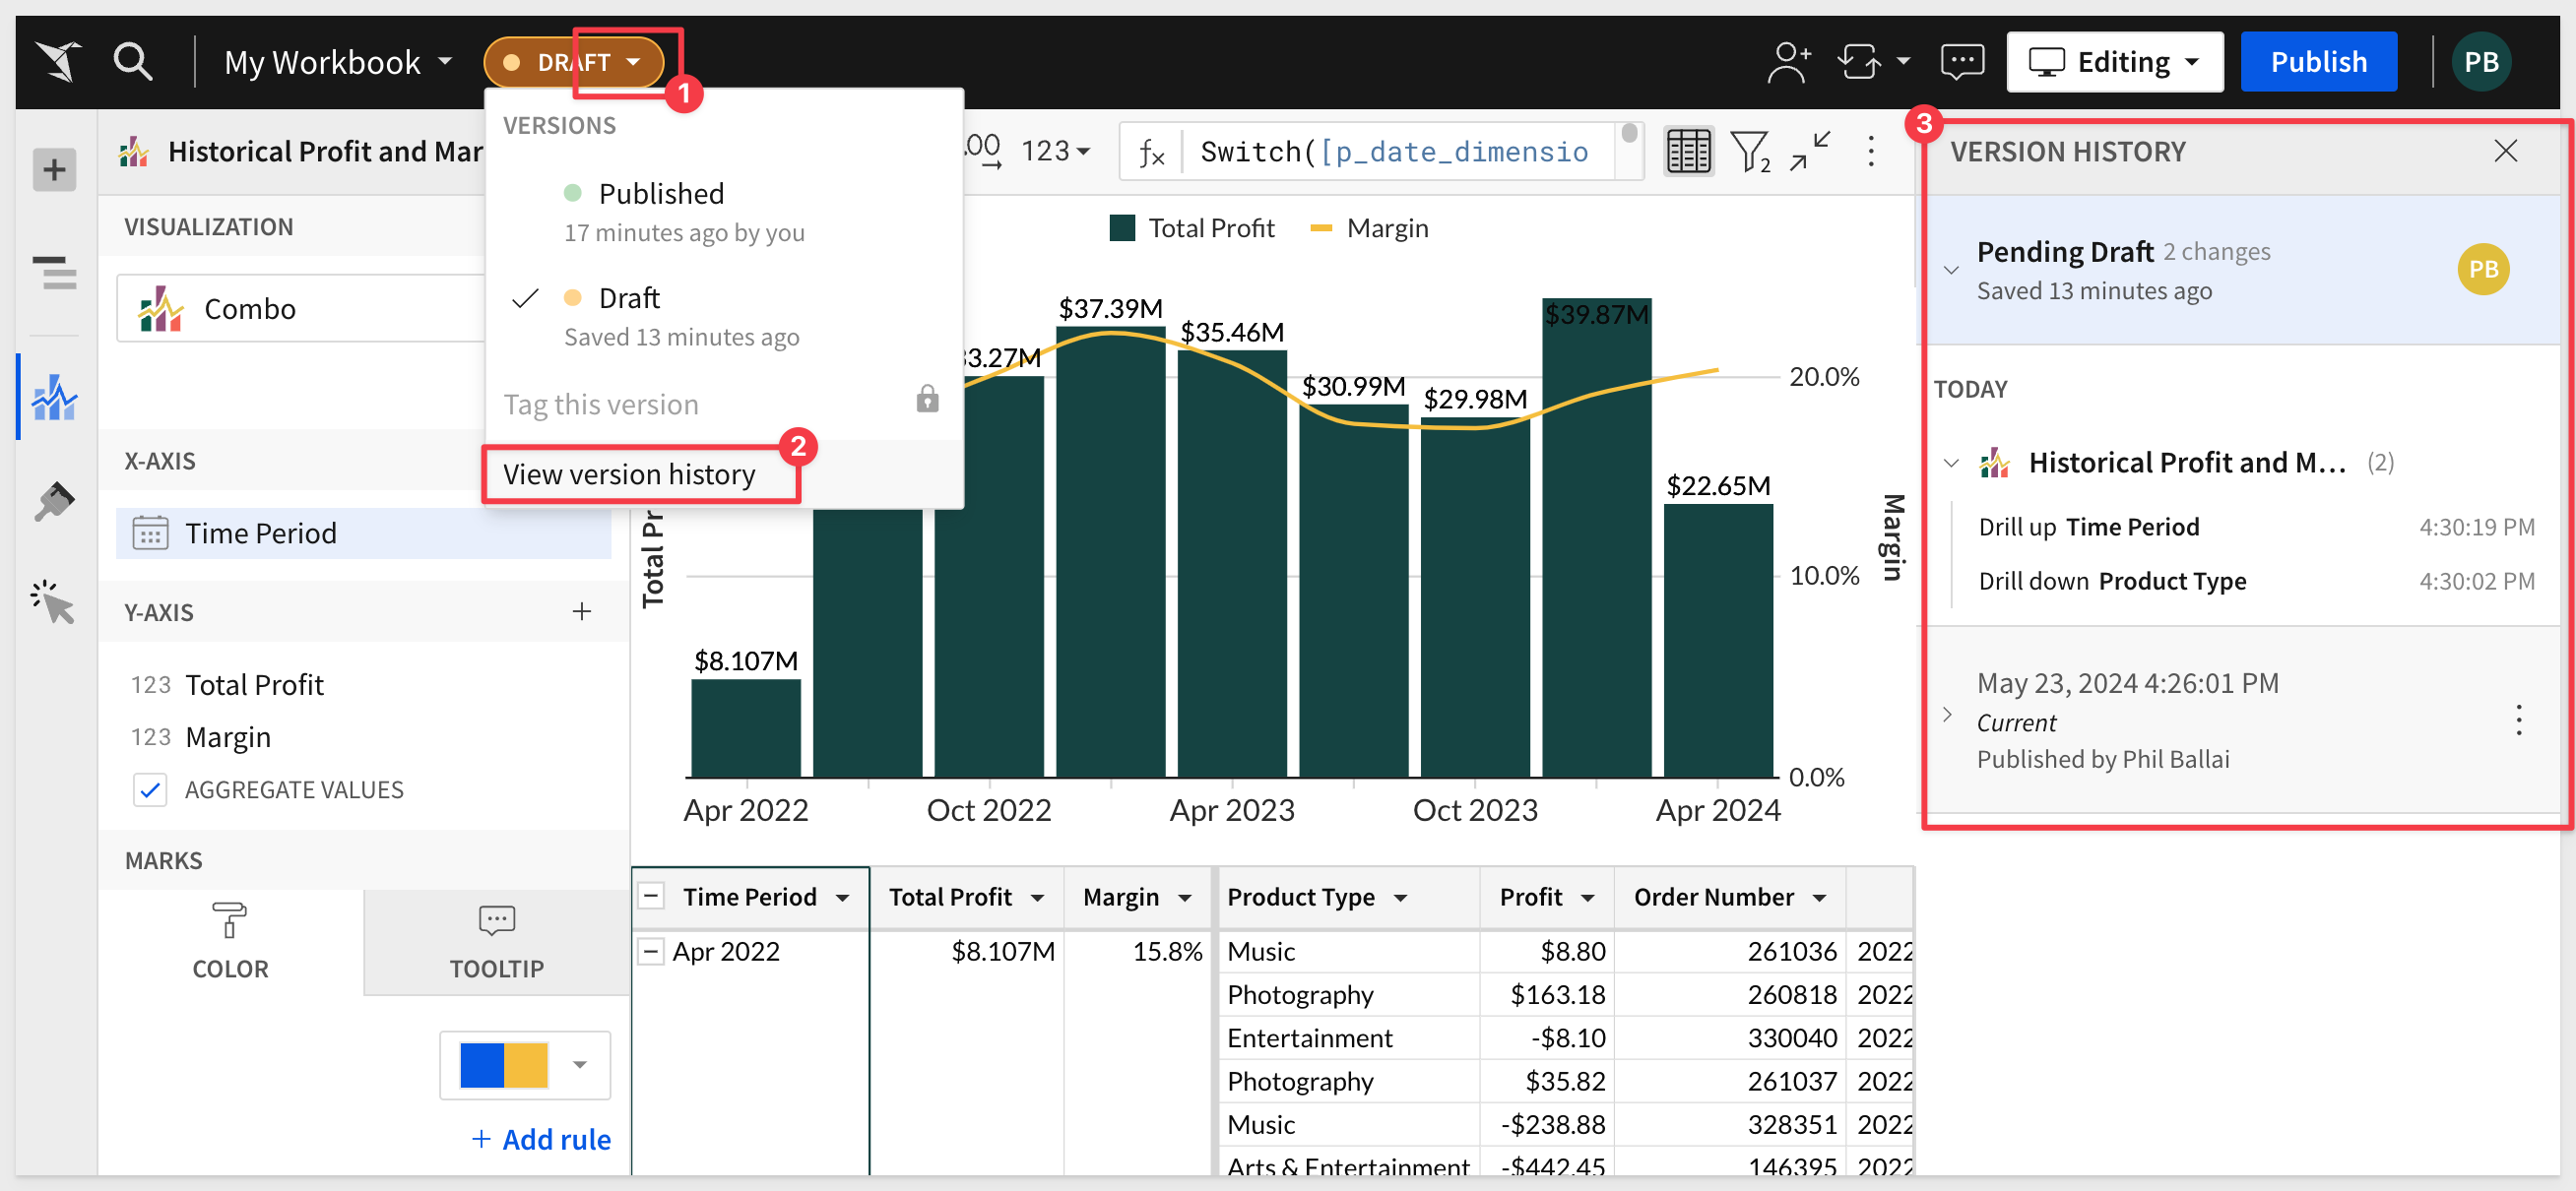 My Workbook
DRAFT
1
Editing
Publish
PB
Historical Profit and Mar
VERSIONS
Published
17 minutes ago by you
Draft
Saved 13 minutes ago
Tag this version
View version history
2
.00
123
fx
Switch([p_date_dimensio
2
3
VERSION HISTORY
Pending Draft 2 changes
Saved 13 minutes ago
PB
TODAY
Historical Profit and M... (2)
Drill up Time Period 4:30:19 PM
Drill down Product Type 4:30:02 PM
May 23, 2024 4:26:01 PM
Current
Published by Phil Ballai
VISUALIZATION
Combo
X-AXIS
Time Period
Y-AXIS
123 Total Profit
123 Margin
AGGREGATE VALUES
MARKS
COLOR
TOOLTIP
+ Add rule
Total Profit
Margin
$8.107M
3.27M
$37.39M
$35.46M
$30.99M
$29.98M
$39.87M
$22.65M
20.0%
10.0%
0.0%
Total Pr
Margin
Apr 2022
Oct 2022
Apr 2023
Oct 2023
Apr 2024
Time Period Total Profit Margin Product Type Profit Order Number
Apr 2022 $8.107M 15.8% Music $8.80 261036 2022
Photography $163.18 260818 2022
Entertainment -$8.10 330040 2022
Photography $35.82 261037 2022
Music -$238.88 328351 2022
Arts & Entertainment -$442.45 146395 2022